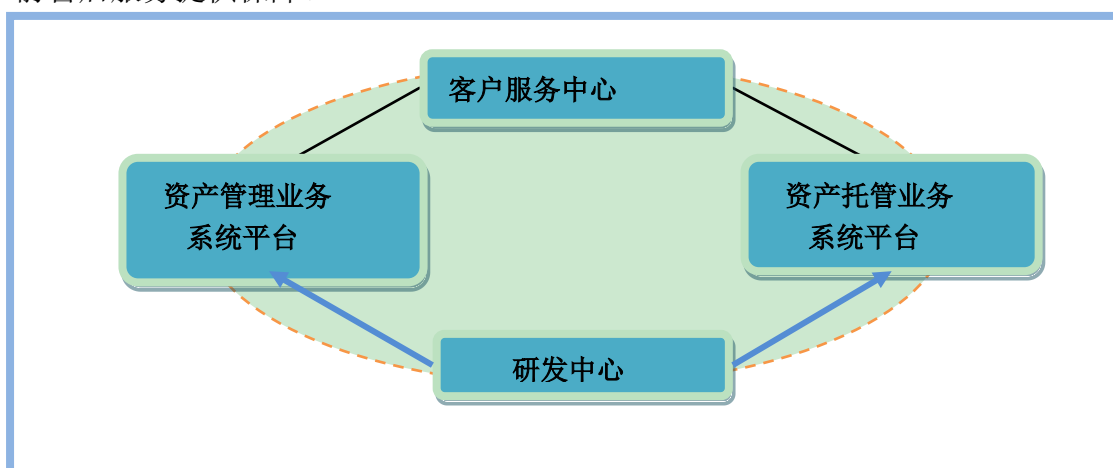 客户服务中心
资产管理业务
系统平台
资产托管业务
系统平台
研发中心